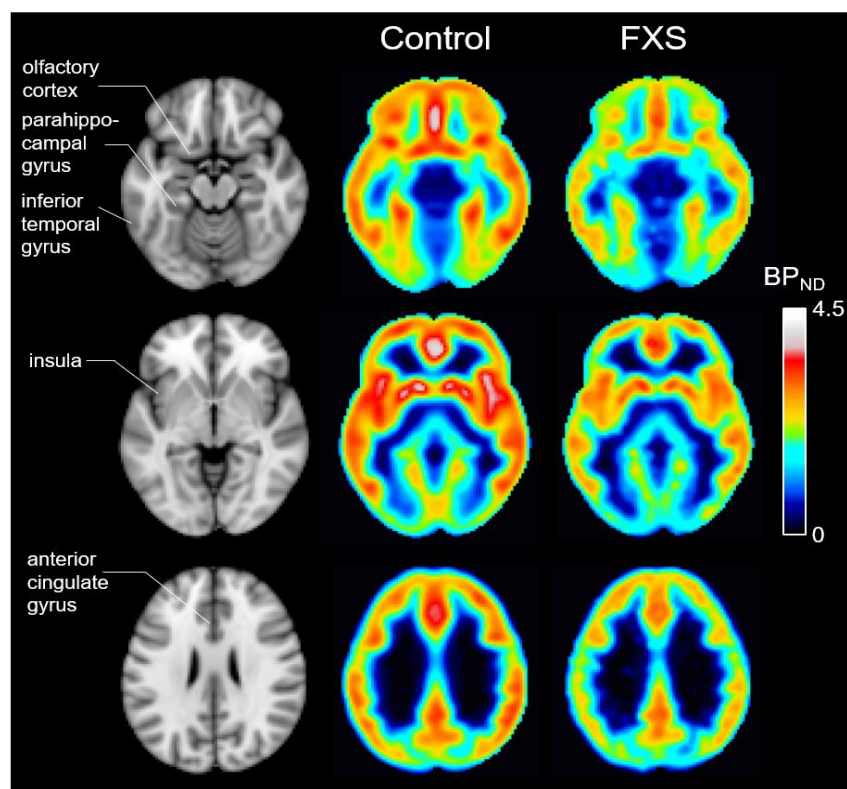 Control
FXS
olfactory
cortex
parahippo-
campal
gyrus
inferior
temporal
gyrus
BPND
4.5
insula
0
anterior
cingulate
gyrus